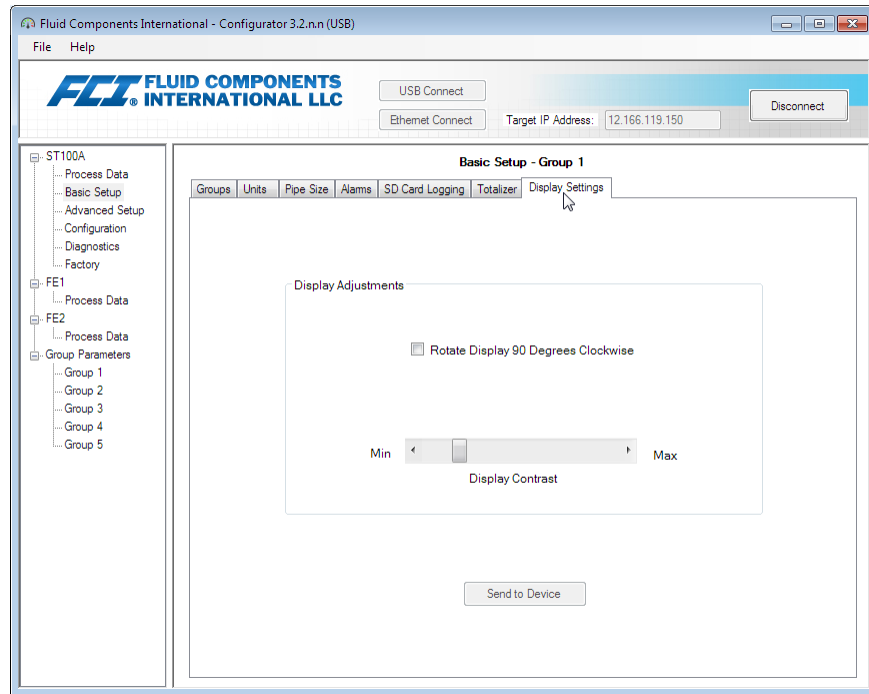 Fluid Components International - Configurator 3.2.n.n (USB)
File Help
FCI ® FLUID COMPONENTS
INTERNATIONAL LLC
USB Connect
Ethernet Connect
Target IP Address: 12.166.119.150
Disconnect
ST100A
Process Data
Basic Setup
Advanced Setup
Configuration
Diagnostics
Factory
FE1
Process Data
FE2
Process Data
Group Parameters
Group 1
Group 2
Group 3
Group 4
Group 5
Basic Setup - Group 1
Groups Units Pipe Size Alarms SD Card Logging Totalizer Display Settings
Display Adjustments
Rotate Display 90 Degrees Clockwise
Min Max
Display Contrast
Send to Device